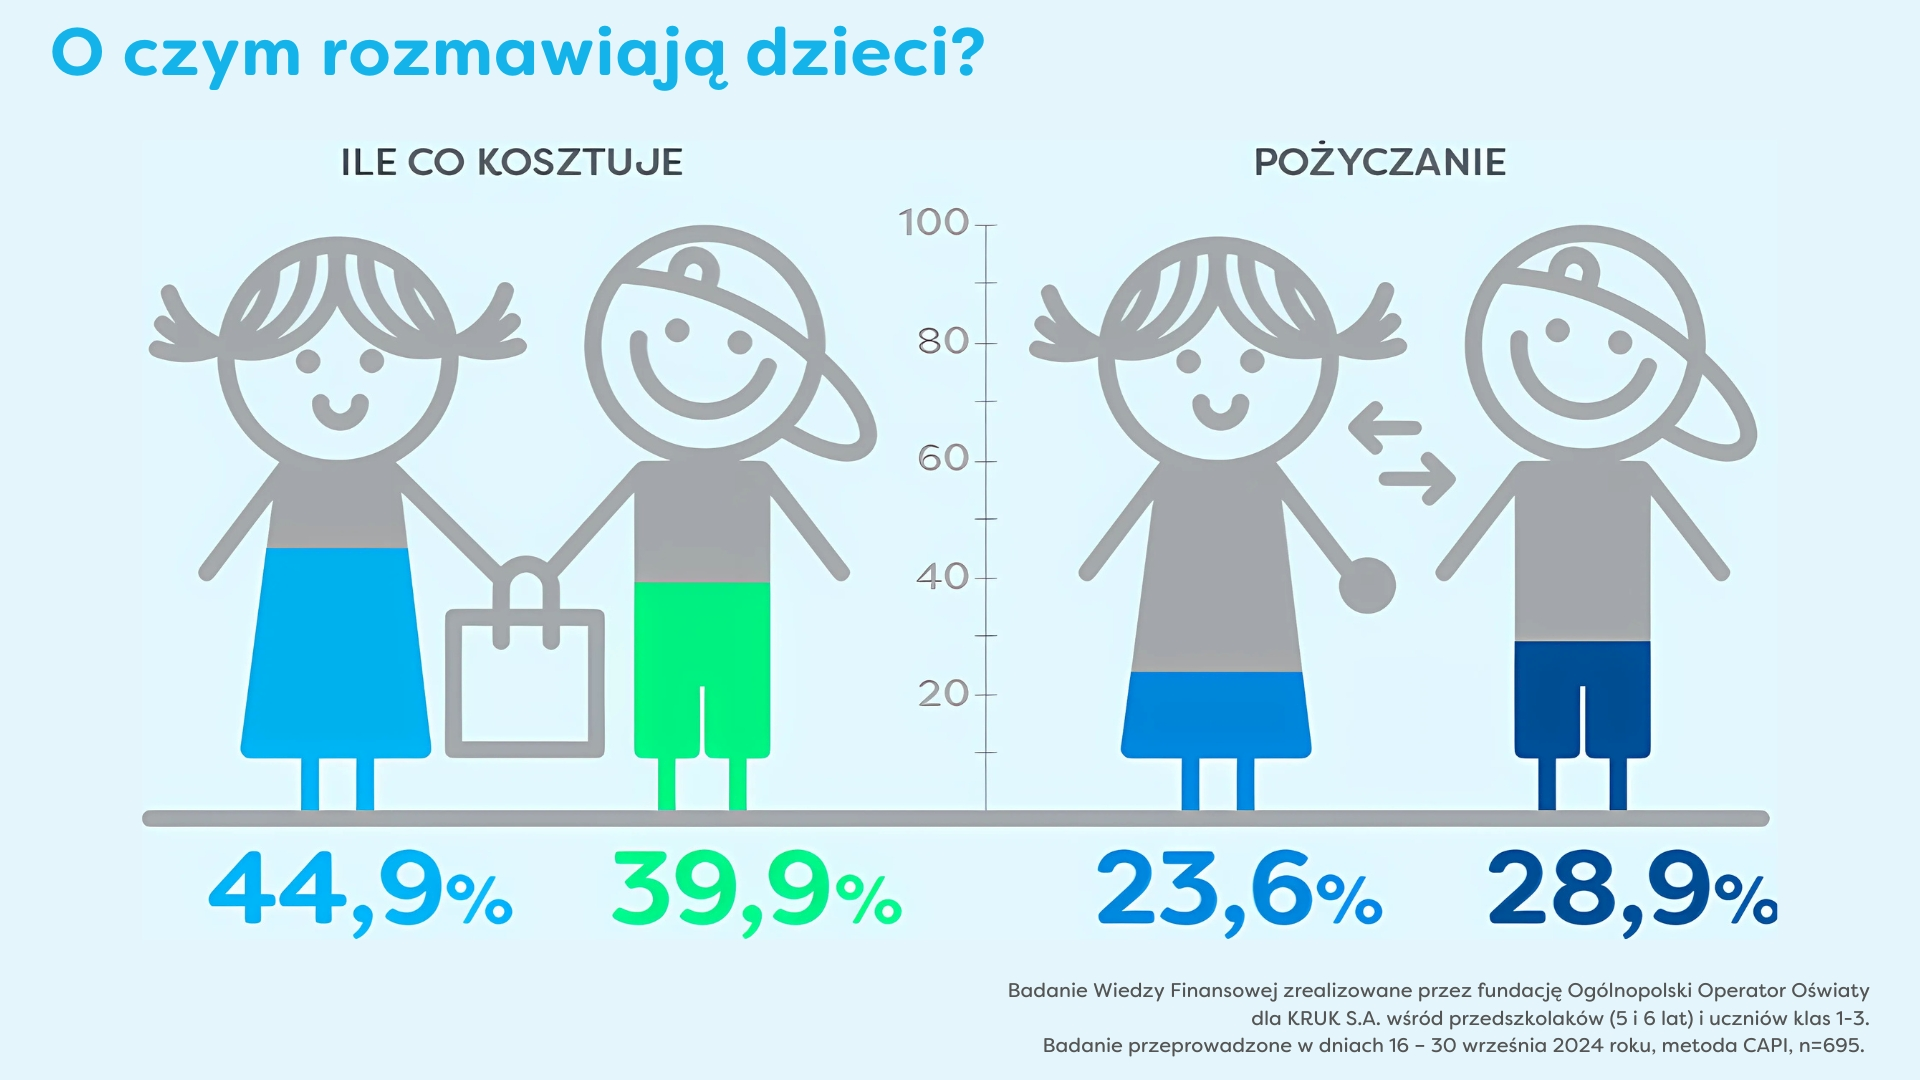 O czym rozmawiają dzieci?
ILE CO KOSZTUJE
POŻYCZANIE
100
80
60
40
20
44,9%
39,9%
23,6%
28,9%
Badanie Wiedzy Finansowej zrealizowane przez fundację Ogólnopolski Operator Oświaty
dla KRUK S.A. wśród przedszkolaków (5 i 6 lat) i uczniów klas 1-3.
Badanie przeprowadzone w dniach 16 – 30 września 2024 roku, metoda CAPI, n=695.